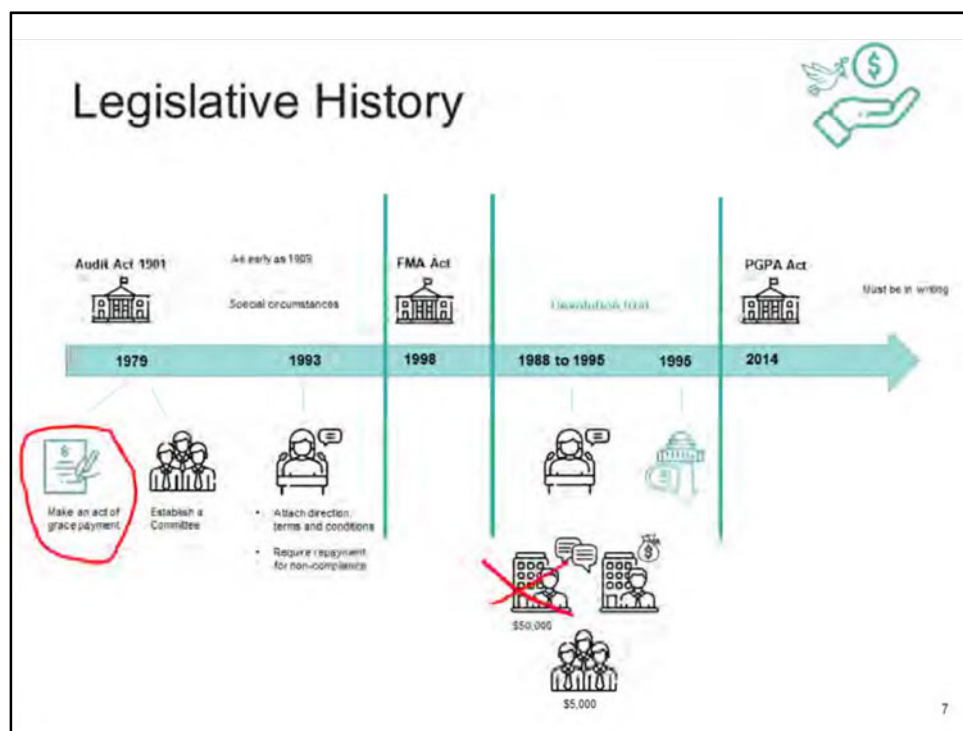 Legislative History
Audit Act 1901
As early as 1909
Special circumstances
FMA Act
Devolution trial
PGPA Act
Must be in writing
1979
1993
1998
1988 to 1995
1995
2014
Make an act of
grace payment
Establish a
Committee
• Attach direction,
terms and conditions
• Require repayment
for non-compliance
$50,000
$5,000
7